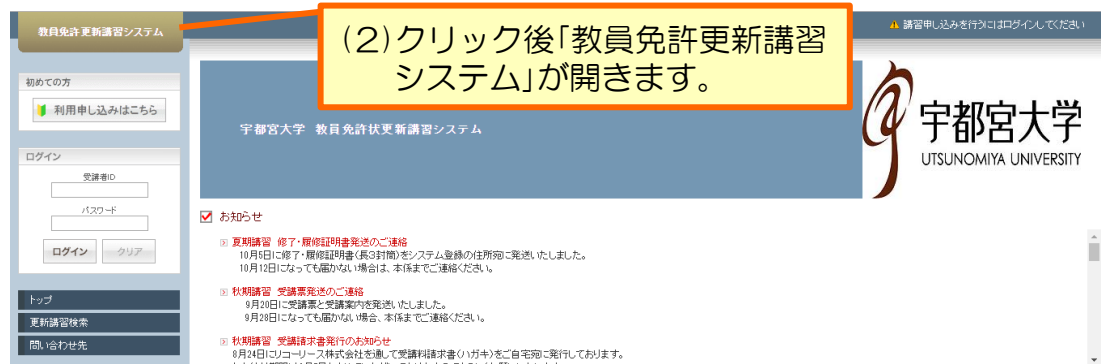 教員免許更新講習システム
(2)クリック後「教員免許更新講習
システム」が開きます。
講習申し込みを行うにはログインしてください
初めての方
利用申し込みはこちら
ログイン
受講者ID
パスワード
ログイン
クリア
トップ
更新講習検索
問い合わせ先
宇都宮大学 教員免許状更新講習システム
宇都宮大学
UTSUNOMIYA UNIVERSITY
お知らせ
夏期講習 修了・履修証明書発送のご連絡
10月5日に修了・履修証明書(長3封筒)をシステム登録の住所宛に発送いたしました。
10月12日になっても届かない場合は、本係までご連絡ください。
秋期講習 受講票発送のご連絡
9月20日に受講票と受講案内を発送いたしました。
9月28日になっても届かない場合、本係までご連絡ください。
秋期講習 受講請求書発行のお知らせ
8月24日にリコーリース株式会社を通して受講料請求書(ハガキ)をご自宅宛に発行しております。